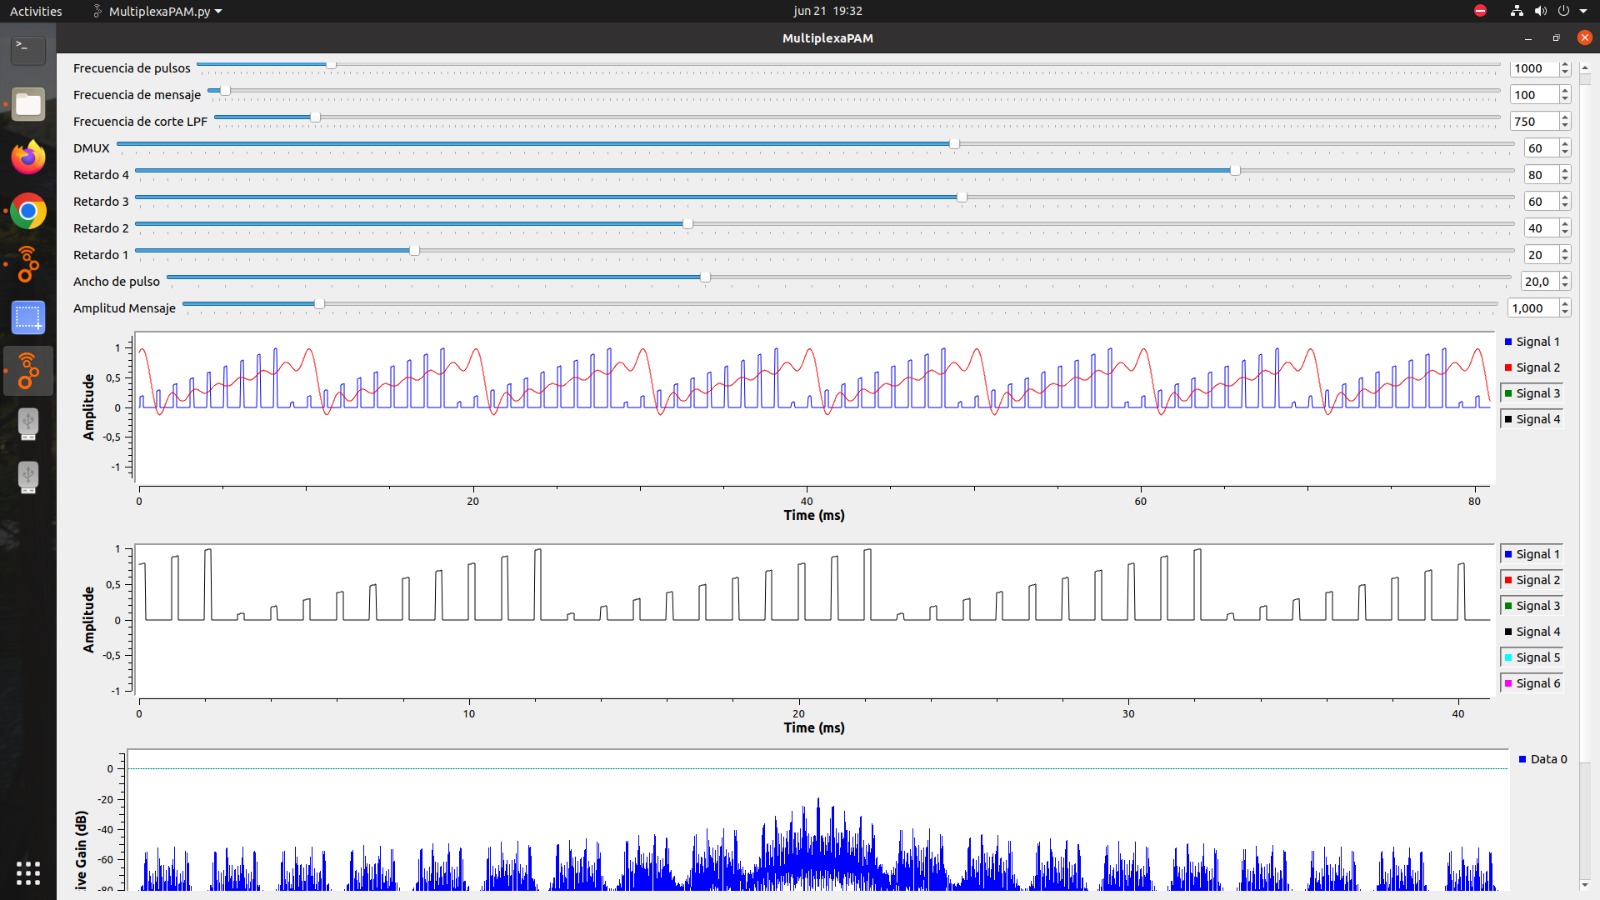 Activities
MultiplexaPAM.py
jun 21 19:32
MultiplexaPAM
Frecuencia de pulsos 1000
Frecuencia de mensaje 100
Frecuencia de corte LPF 750
DMUX 60
Retardo 4 80
Retardo 3 60
Retardo 2 40
Retardo 1 20
Ancho de pulso 20,0
Amplitud Mensaje 1,000
Amplitude
1
0,5
0
-0,5
-1
0 20 40 60 80
Time (ms)
Signal 1
Signal 2
Signal 3
Signal 4
Amplitude
1
0,5
0
-0,5
-1
0 10 20 30 40
Time (ms)
Signal 1
Signal 2
Signal 3
Signal 4
Signal 5
Signal 6
ive Gain (dB)
0
-20
-40
-60
-80
Data 0